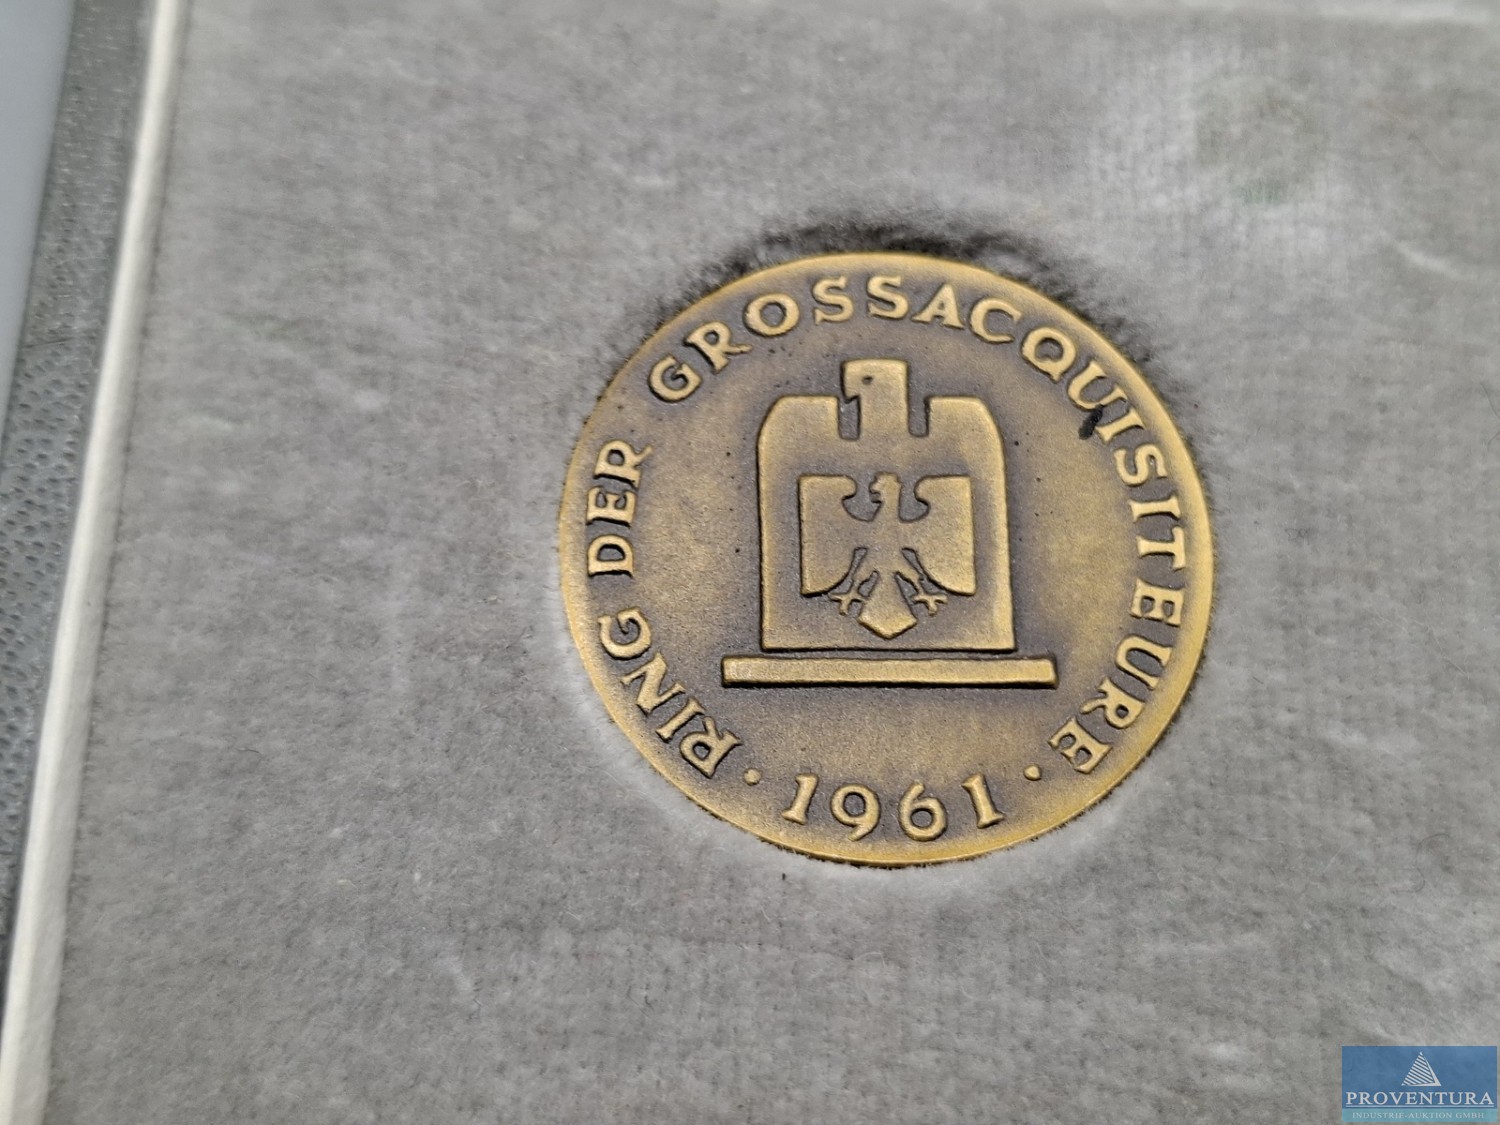 RING DER GROSSACQUISITEURE
· 1961 ·
PROVENTURA
INDUSTRIE-AUKTION GMBH